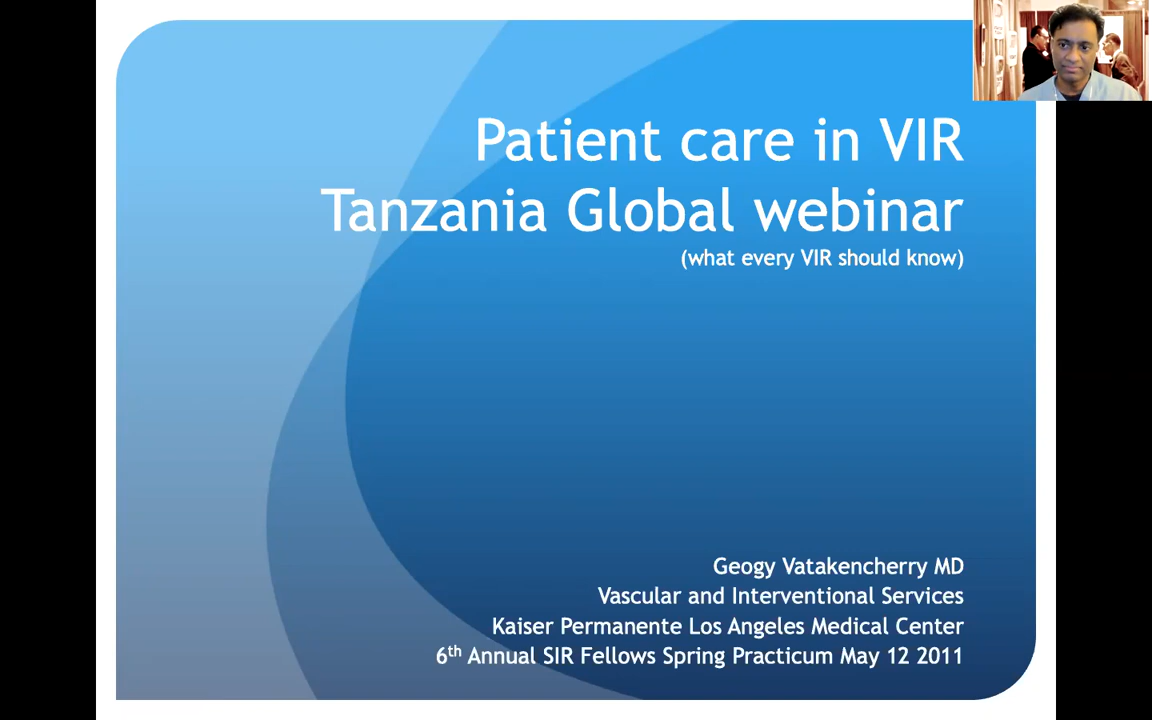 Patient care in VIR
Tanzania Global webinar
(what every VIR should know)
Geogy Vatakencherry MD
Vascular and Interventional Services
Kaiser Permanente Los Angeles Medical Center
6th Annual SIR Fellows Spring Practicum May 12 2011